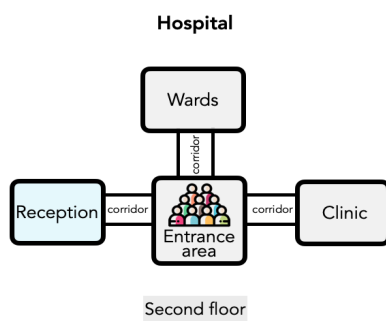 Hospital
Wards
corridor
Reception
corridor
Entrance
area
corridor
Clinic
Second floor